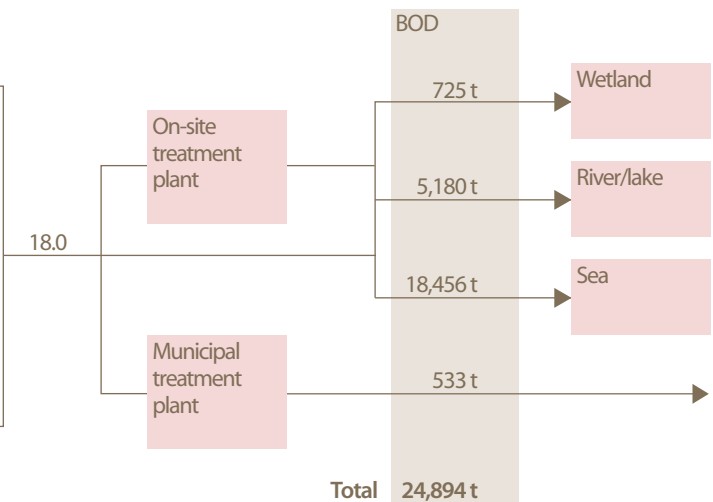 BOD
725 t
Wetland
On-site
treatment
plant
5,180 t
River/lake
18.0
18,456 t
Sea
Municipal
treatment
plant
533 t
Total 24,894 t